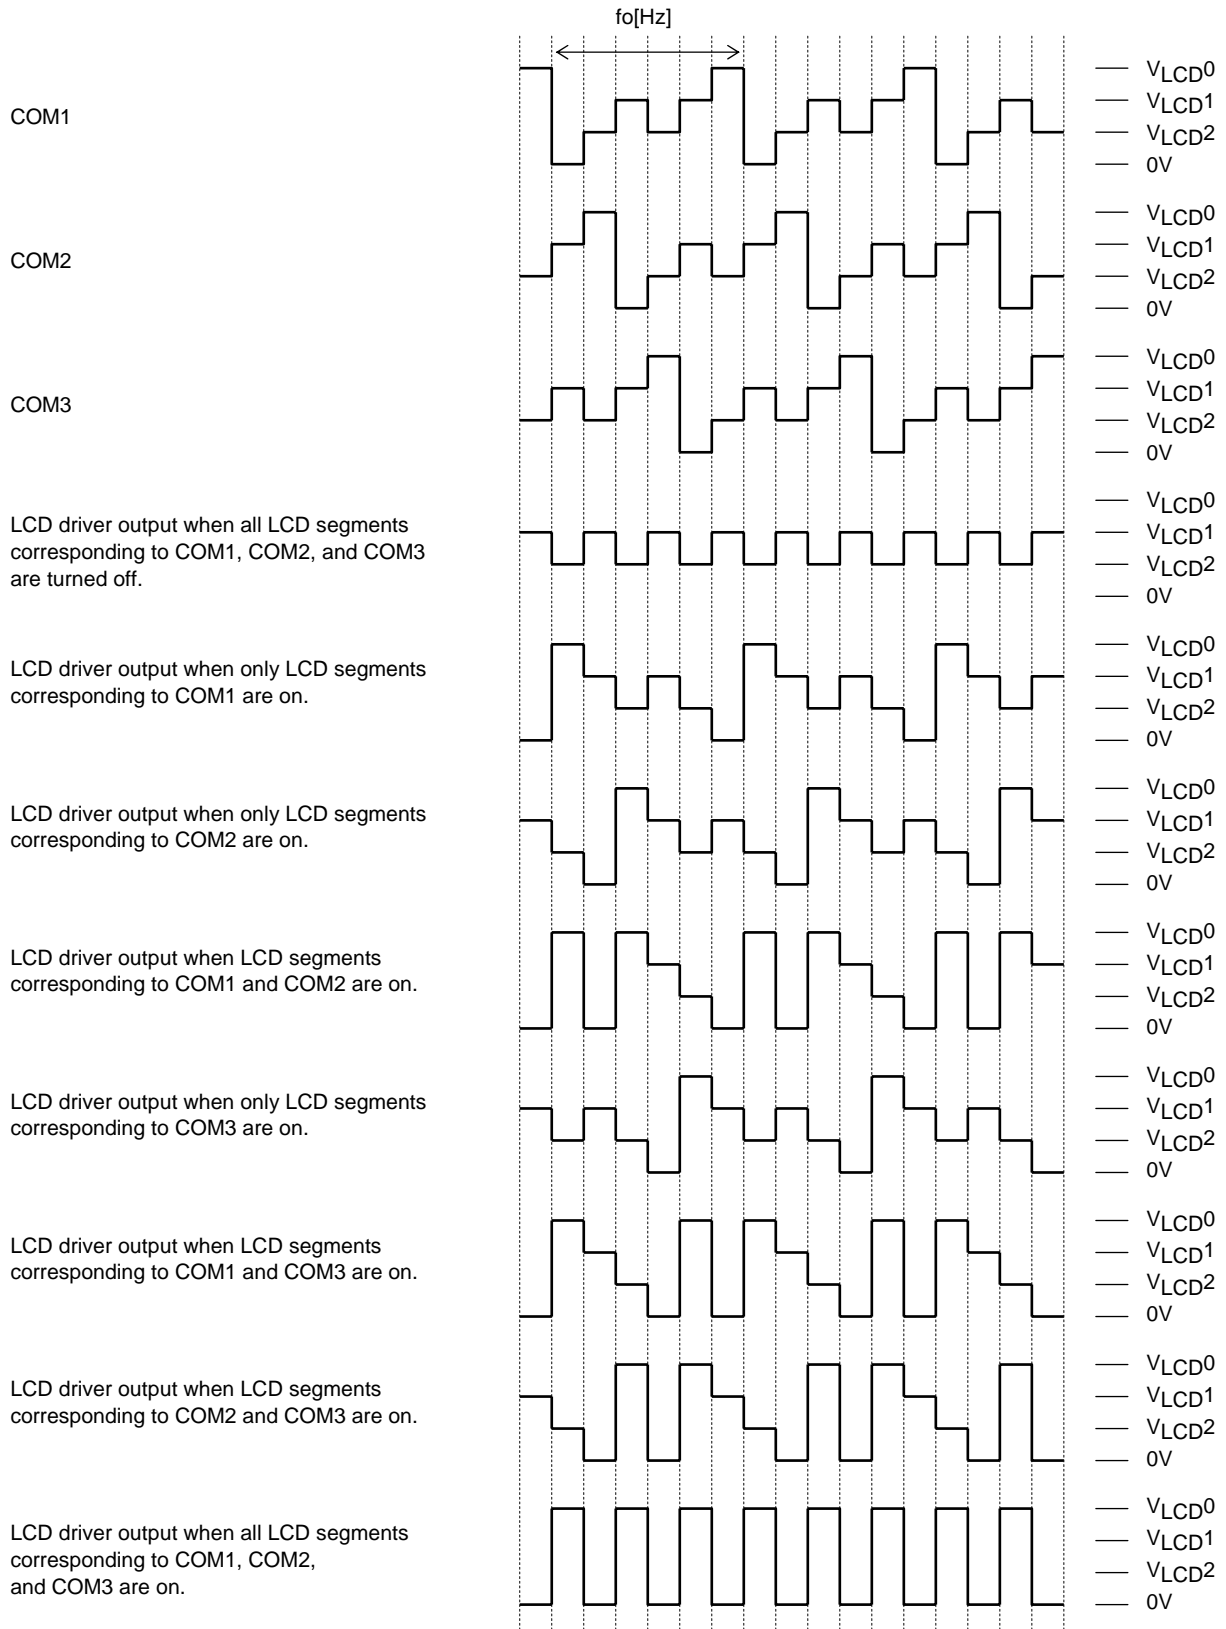 fo[Hz]
COM1
VLCD0
VLCD1
VLCD2
0V
COM2
VLCD0
VLCD1
VLCD2
0V
COM3
VLCD0
VLCD1
VLCD2
0V
LCD driver output when all LCD segments
corresponding to COM1, COM2, and COM3
are turned off.
VLCD0
VLCD1
VLCD2
0V
LCD driver output when only LCD segments
corresponding to COM1 are on.
VLCD0
VLCD1
VLCD2
0V
LCD driver output when only LCD segments
corresponding to COM2 are on.
VLCD0
VLCD1
VLCD2
0V
LCD driver output when LCD segments
corresponding to COM1 and COM2 are on.
VLCD0
VLCD1
VLCD2
0V
LCD driver output when only LCD segments
corresponding to COM3 are on.
VLCD0
VLCD1
VLCD2
0V
LCD driver output when LCD segments
corresponding to COM1 and COM3 are on.
VLCD0
VLCD1
VLCD2
0V
LCD driver output when LCD segments
corresponding to COM2 and COM3 are on.
VLCD0
VLCD1
VLCD2
0V
LCD driver output when all LCD segments
corresponding to COM1, COM2,
and COM3 are on.
VLCD0
VLCD1
VLCD2
0V